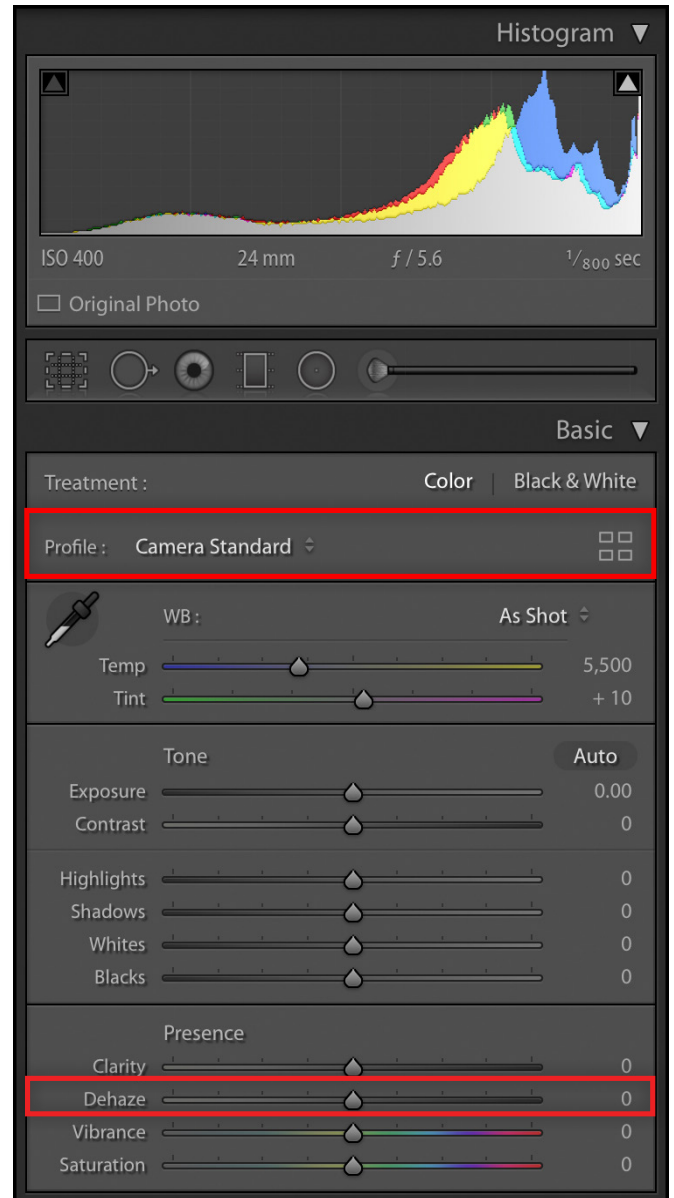 Histogram
ISO 400 24 mm ƒ / 5.6 1/800 sec
Original Photo
Basic
Treatment : Color | Black & White
Profile : Camera Standard
WB : As Shot
Temp 5,500
Tint + 10
Tone Auto
Exposure 0.00
Contrast 0
Highlights 0
Shadows 0
Whites 0
Blacks 0
Presence
Clarity 0
Dehaze 0
Vibrance 0
Saturation 0